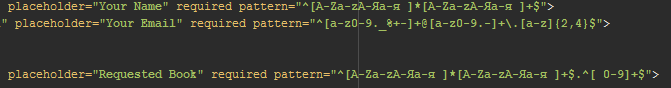 placeholder="Your Name" required pattern="^[A-Za-zА-Яа-я ]*[A-Za-zА-Яа-я ]+$">
" placeholder="Your Email" required pattern="^[a-z0-9._%+-]+@[a-z0-9.-]+\.[a-z]{2,4}$">
placeholder="Requested Book" required pattern="^[A-Za-zА-Яа-я ]*[A-Za-zА-Яа-я ]+$.^[ 0-9]+$">